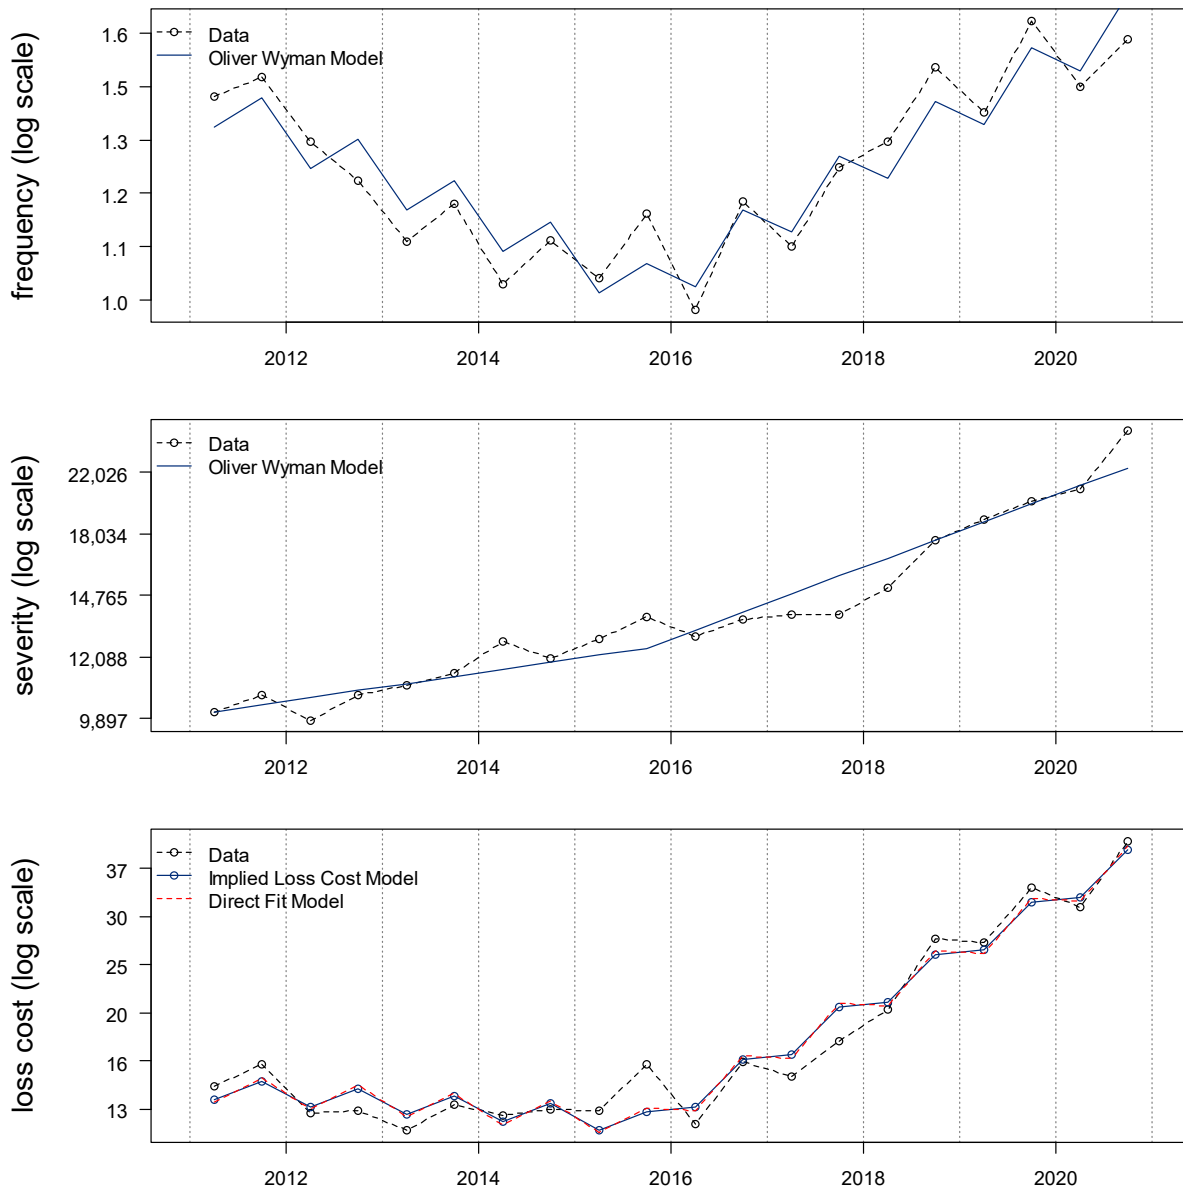 frequency (log scale)
1.6
1.5
1.3
1.2
1.1
1.0
Data
Oliver Wyman Model
2012 2014 2016 2018 2020
severity (log scale)
22,026
18,034
14,765
12,088
9,897
Data
Oliver Wyman Model
2012 2014 2016 2018 2020
loss cost (log scale)
37
30
25
20
16
13
Data
Implied Loss Cost Model
Direct Fit Model
2012 2014 2016 2018 2020